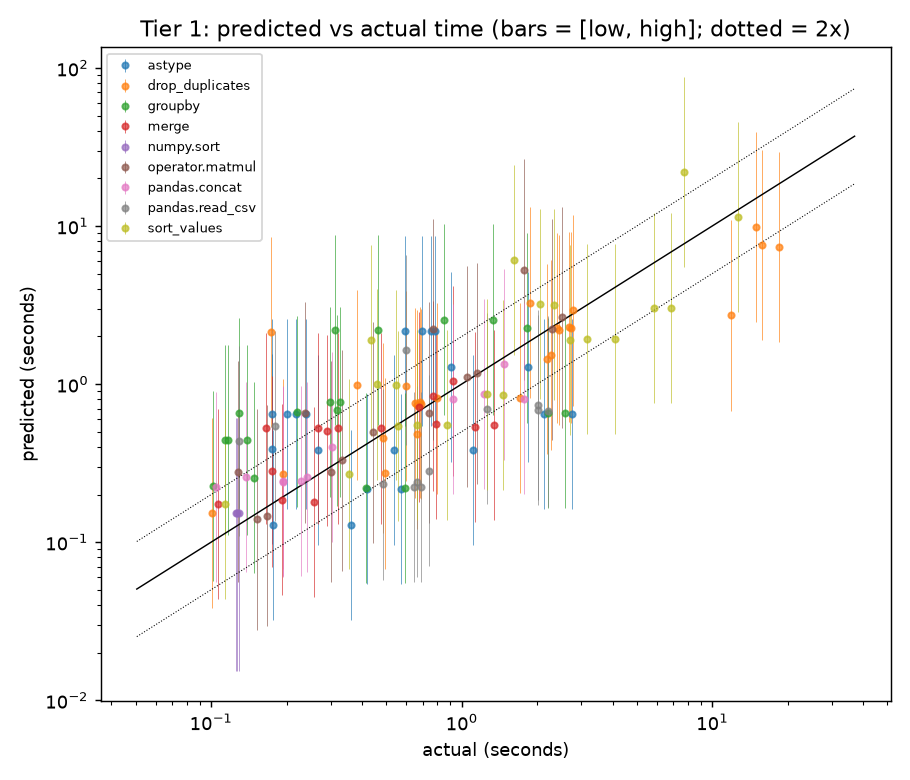 Tier 1: predicted vs actual time (bars = [low, high]; dotted = 2x)
10²
10¹
10⁰
10⁻¹
10⁻²
predicted (seconds)
astype
drop_duplicates
groupby
merge
numpy.sort
operator.matmul
pandas.concat
pandas.read_csv
sort_values
10⁻¹
10⁰
10¹
actual (seconds)